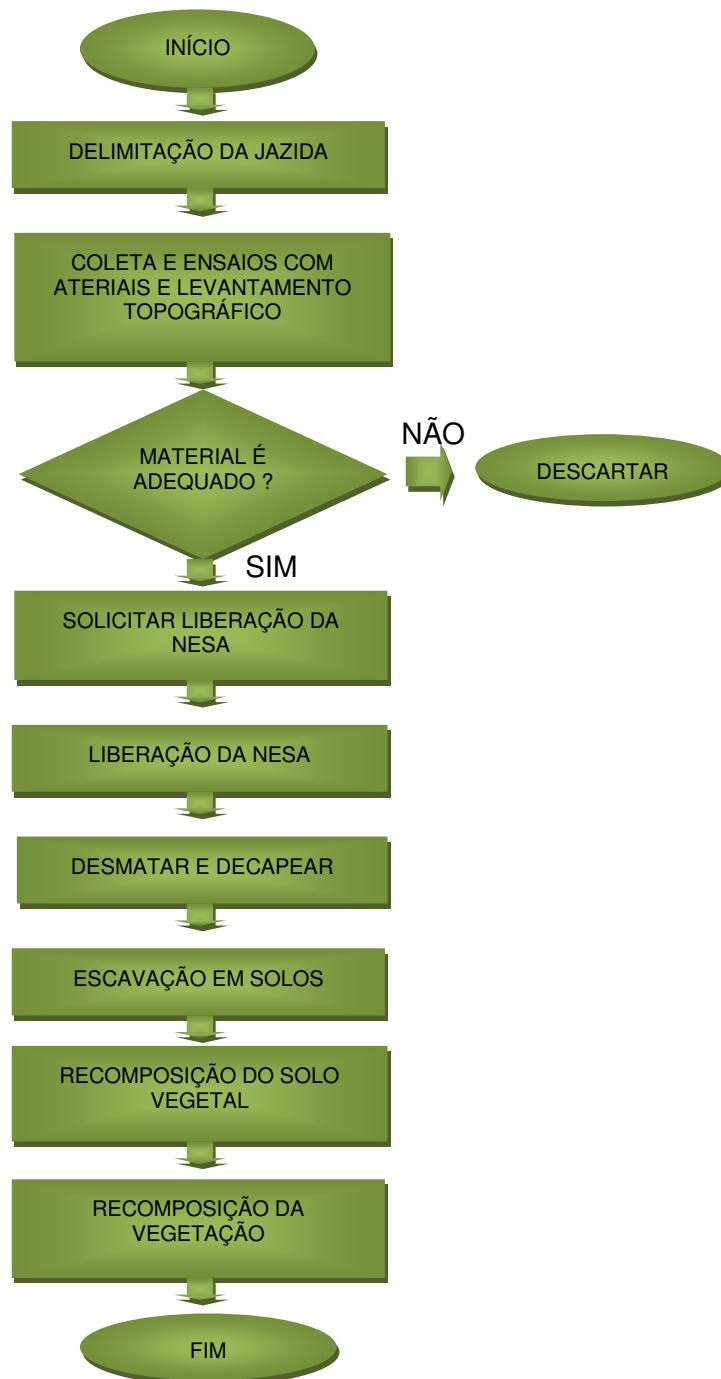 INÍCIO
DELIMITAÇÃO DA JAZIDA
COLETA E ENSAIOS COM
ATERIAIS E LEVANTAMENTO
TOPOGRÁFICO
MATERIAL É
ADEQUADO ?
NÃO
DESCARTAR
SIM
SOLICITAR LIBERAÇÃO DA
NESA
LIBERAÇÃO DA NESA
DESMATAR E DECAPEAR
ESCAVAÇÃO EM SOLOS
RECOMPOSIÇÃO DO SOLO
VEGETAL
RECOMPOSIÇÃO DA
VEGETAÇÃO
FIM